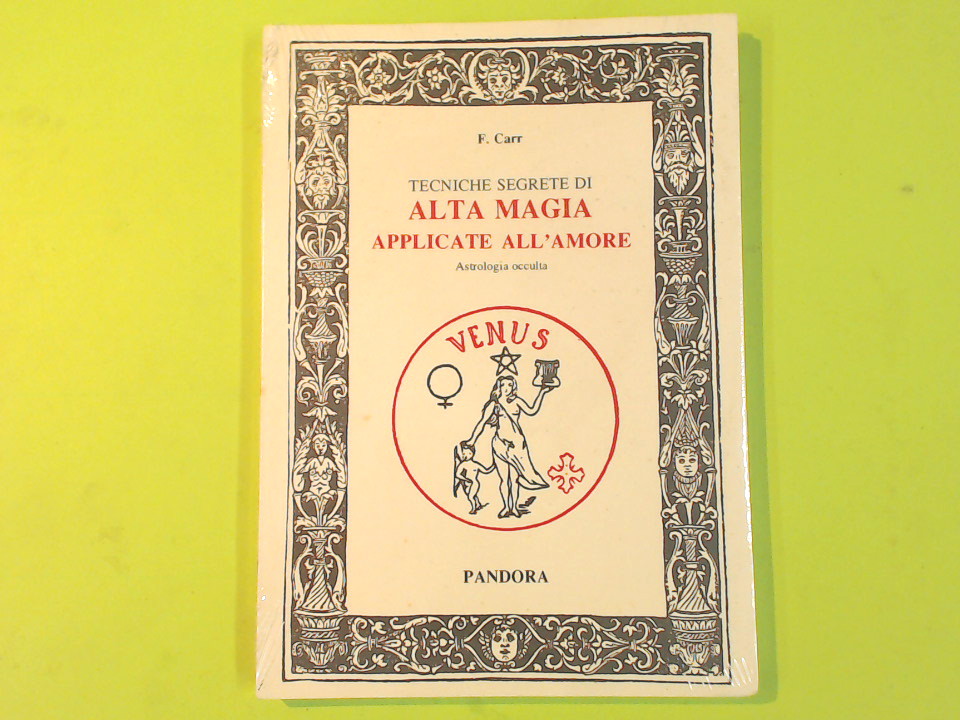 F. Carr
TECNICHE SEGRETE DI
ALTA MAGIA
APPLICATE ALL'AMORE
Astrologia occulta
VENUS
PANDORA